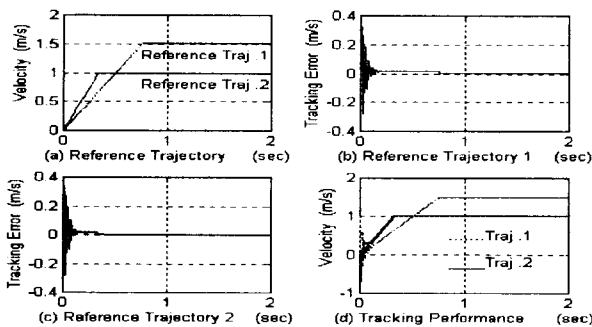 2
1.5
1
0.5
0
0
1
2
Velocity (m/s)
Reference Traj .1
Reference Traj .2
(a) Reference Trajectory (sec)
0.4
0.2
0
-0.2
-0.4
0
1
2
Tracking Error (m/s)
(b) Reference Trajectory 1 (sec)
0.4
0.2
0
-0.2
-0.4
0
1
2
Tracking Error (m/s)
(c) Reference Trajectory 2 (sec)
2
1
0
-1
0
1
2
Velocity (m/s)
Traj .1
Traj .2
(d) Tracking Performance (sec)